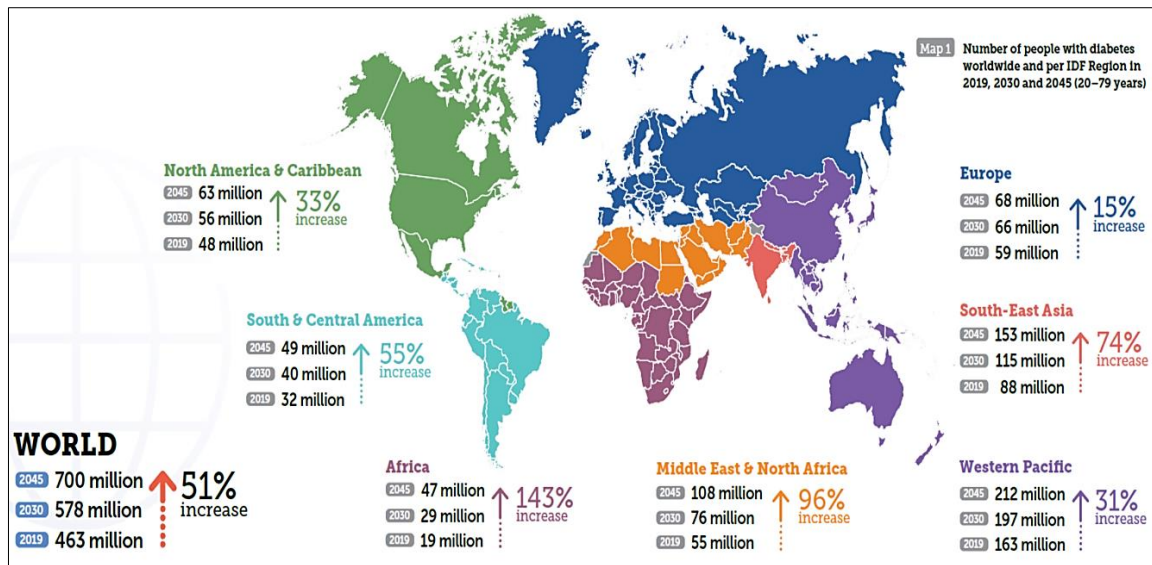 Map 1
Number of people with diabetes
worldwide and per IDF Region in
2019, 2030 and 2045 (20–79 years)
North America & Caribbean
2045 63 million
2030 56 million
2019 48 million
33%
increase
Europe
2045 68 million
2030 66 million
2019 59 million
15%
increase
South & Central America
2045 49 million
2030 40 million
2019 32 million
55%
increase
South-East Asia
2045 153 million
2030 115 million
2019 88 million
74%
increase
WORLD
2045 700 million
2030 578 million
2019 463 million
51%
increase
Africa
2045 47 million
2030 29 million
2019 19 million
143%
increase
Middle East & North Africa
2045 108 million
2030 76 million
2019 55 million
96%
increase
Western Pacific
2045 212 million
2030 197 million
2019 163 million
31%
increase